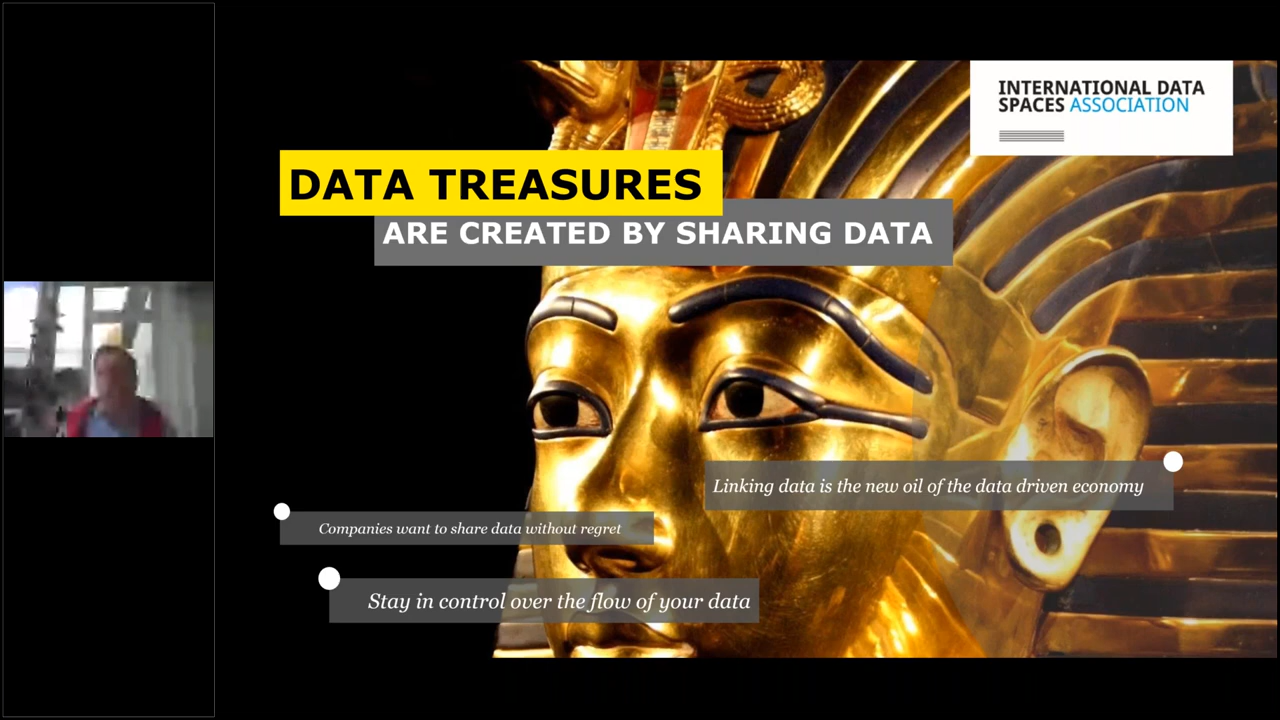 INTERNATIONAL DATA
SPACES ASSOCIATION
DATA TREASURES
ARE CREATED BY SHARING DATA
Linking data is the new oil of the data driven economy
Companies want to share data without regret
Stay in control over the flow of your data